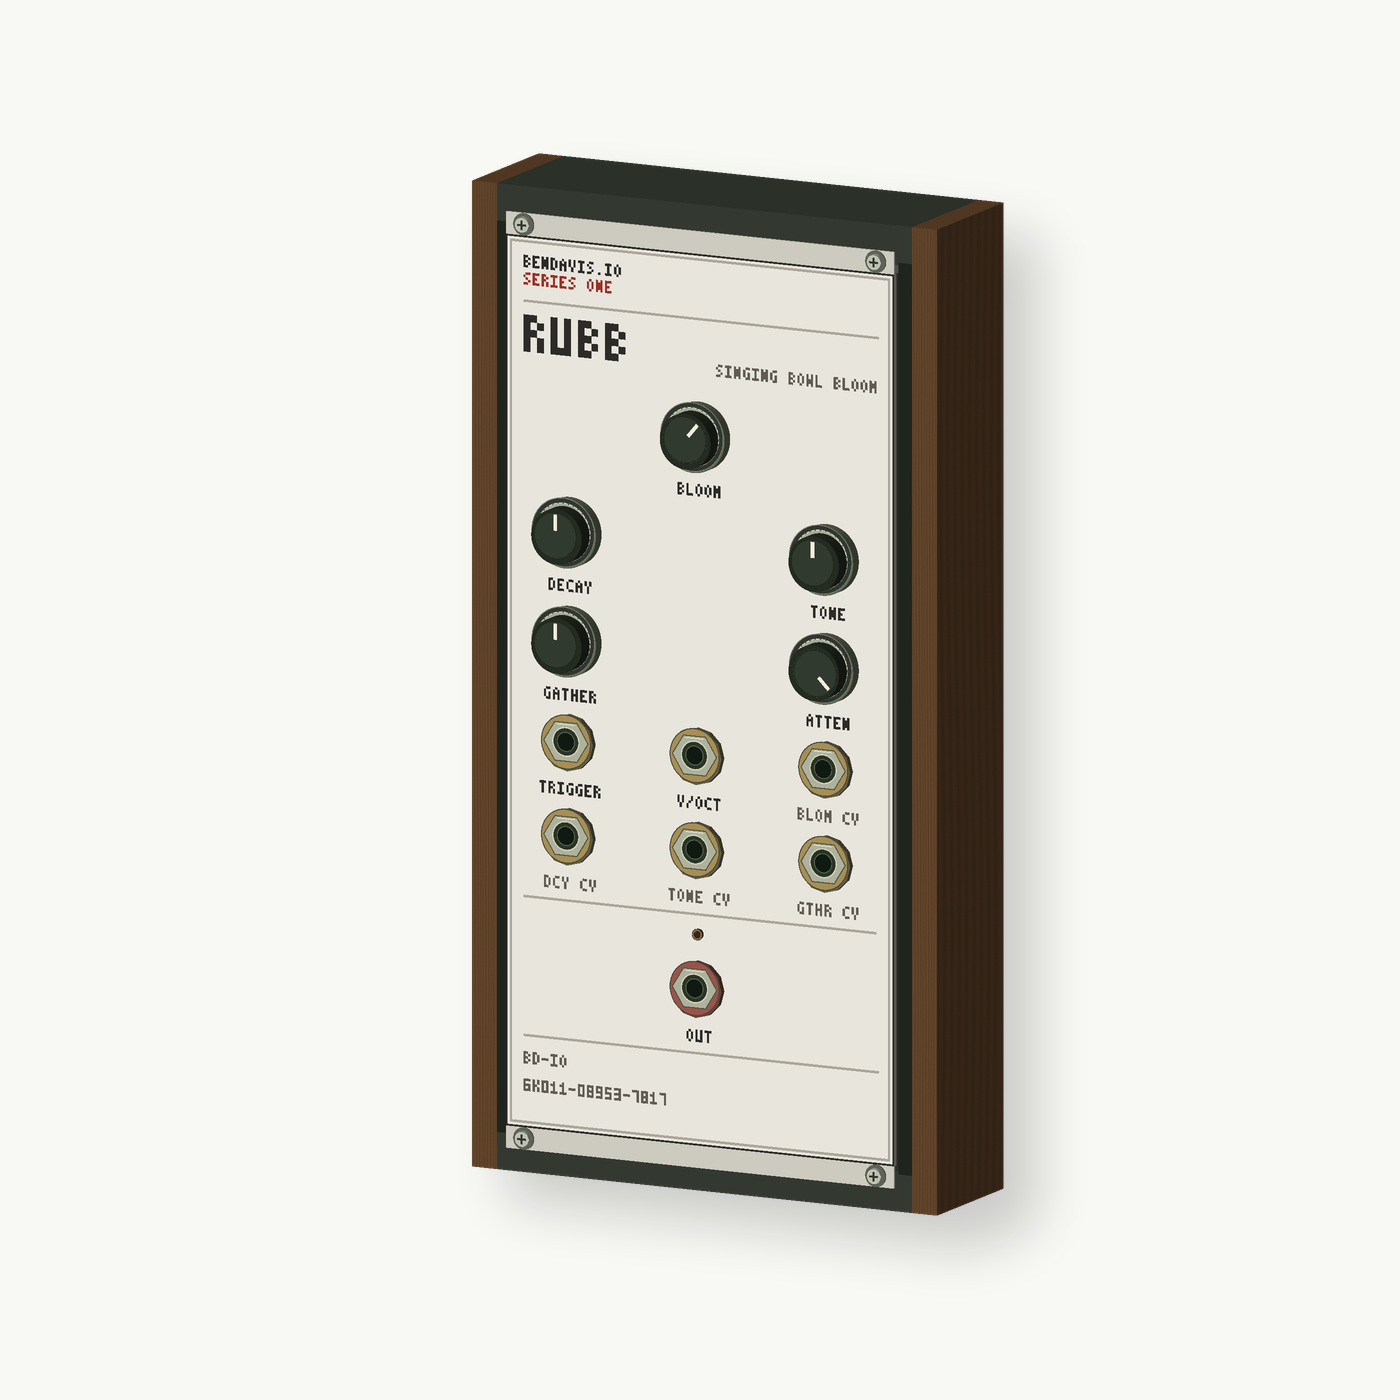 BENDAVIS.IO
SERIES ONE
RUBB
SINGING BOWL BLOOM
BLOOM
DECAY
TONE
GATHER
ATTEN
TRIGGER
V/OCT
BLOM CV
DCY CV
TONE CV
GTHR CV
OUT
BD-IO
GK011-08953-7817